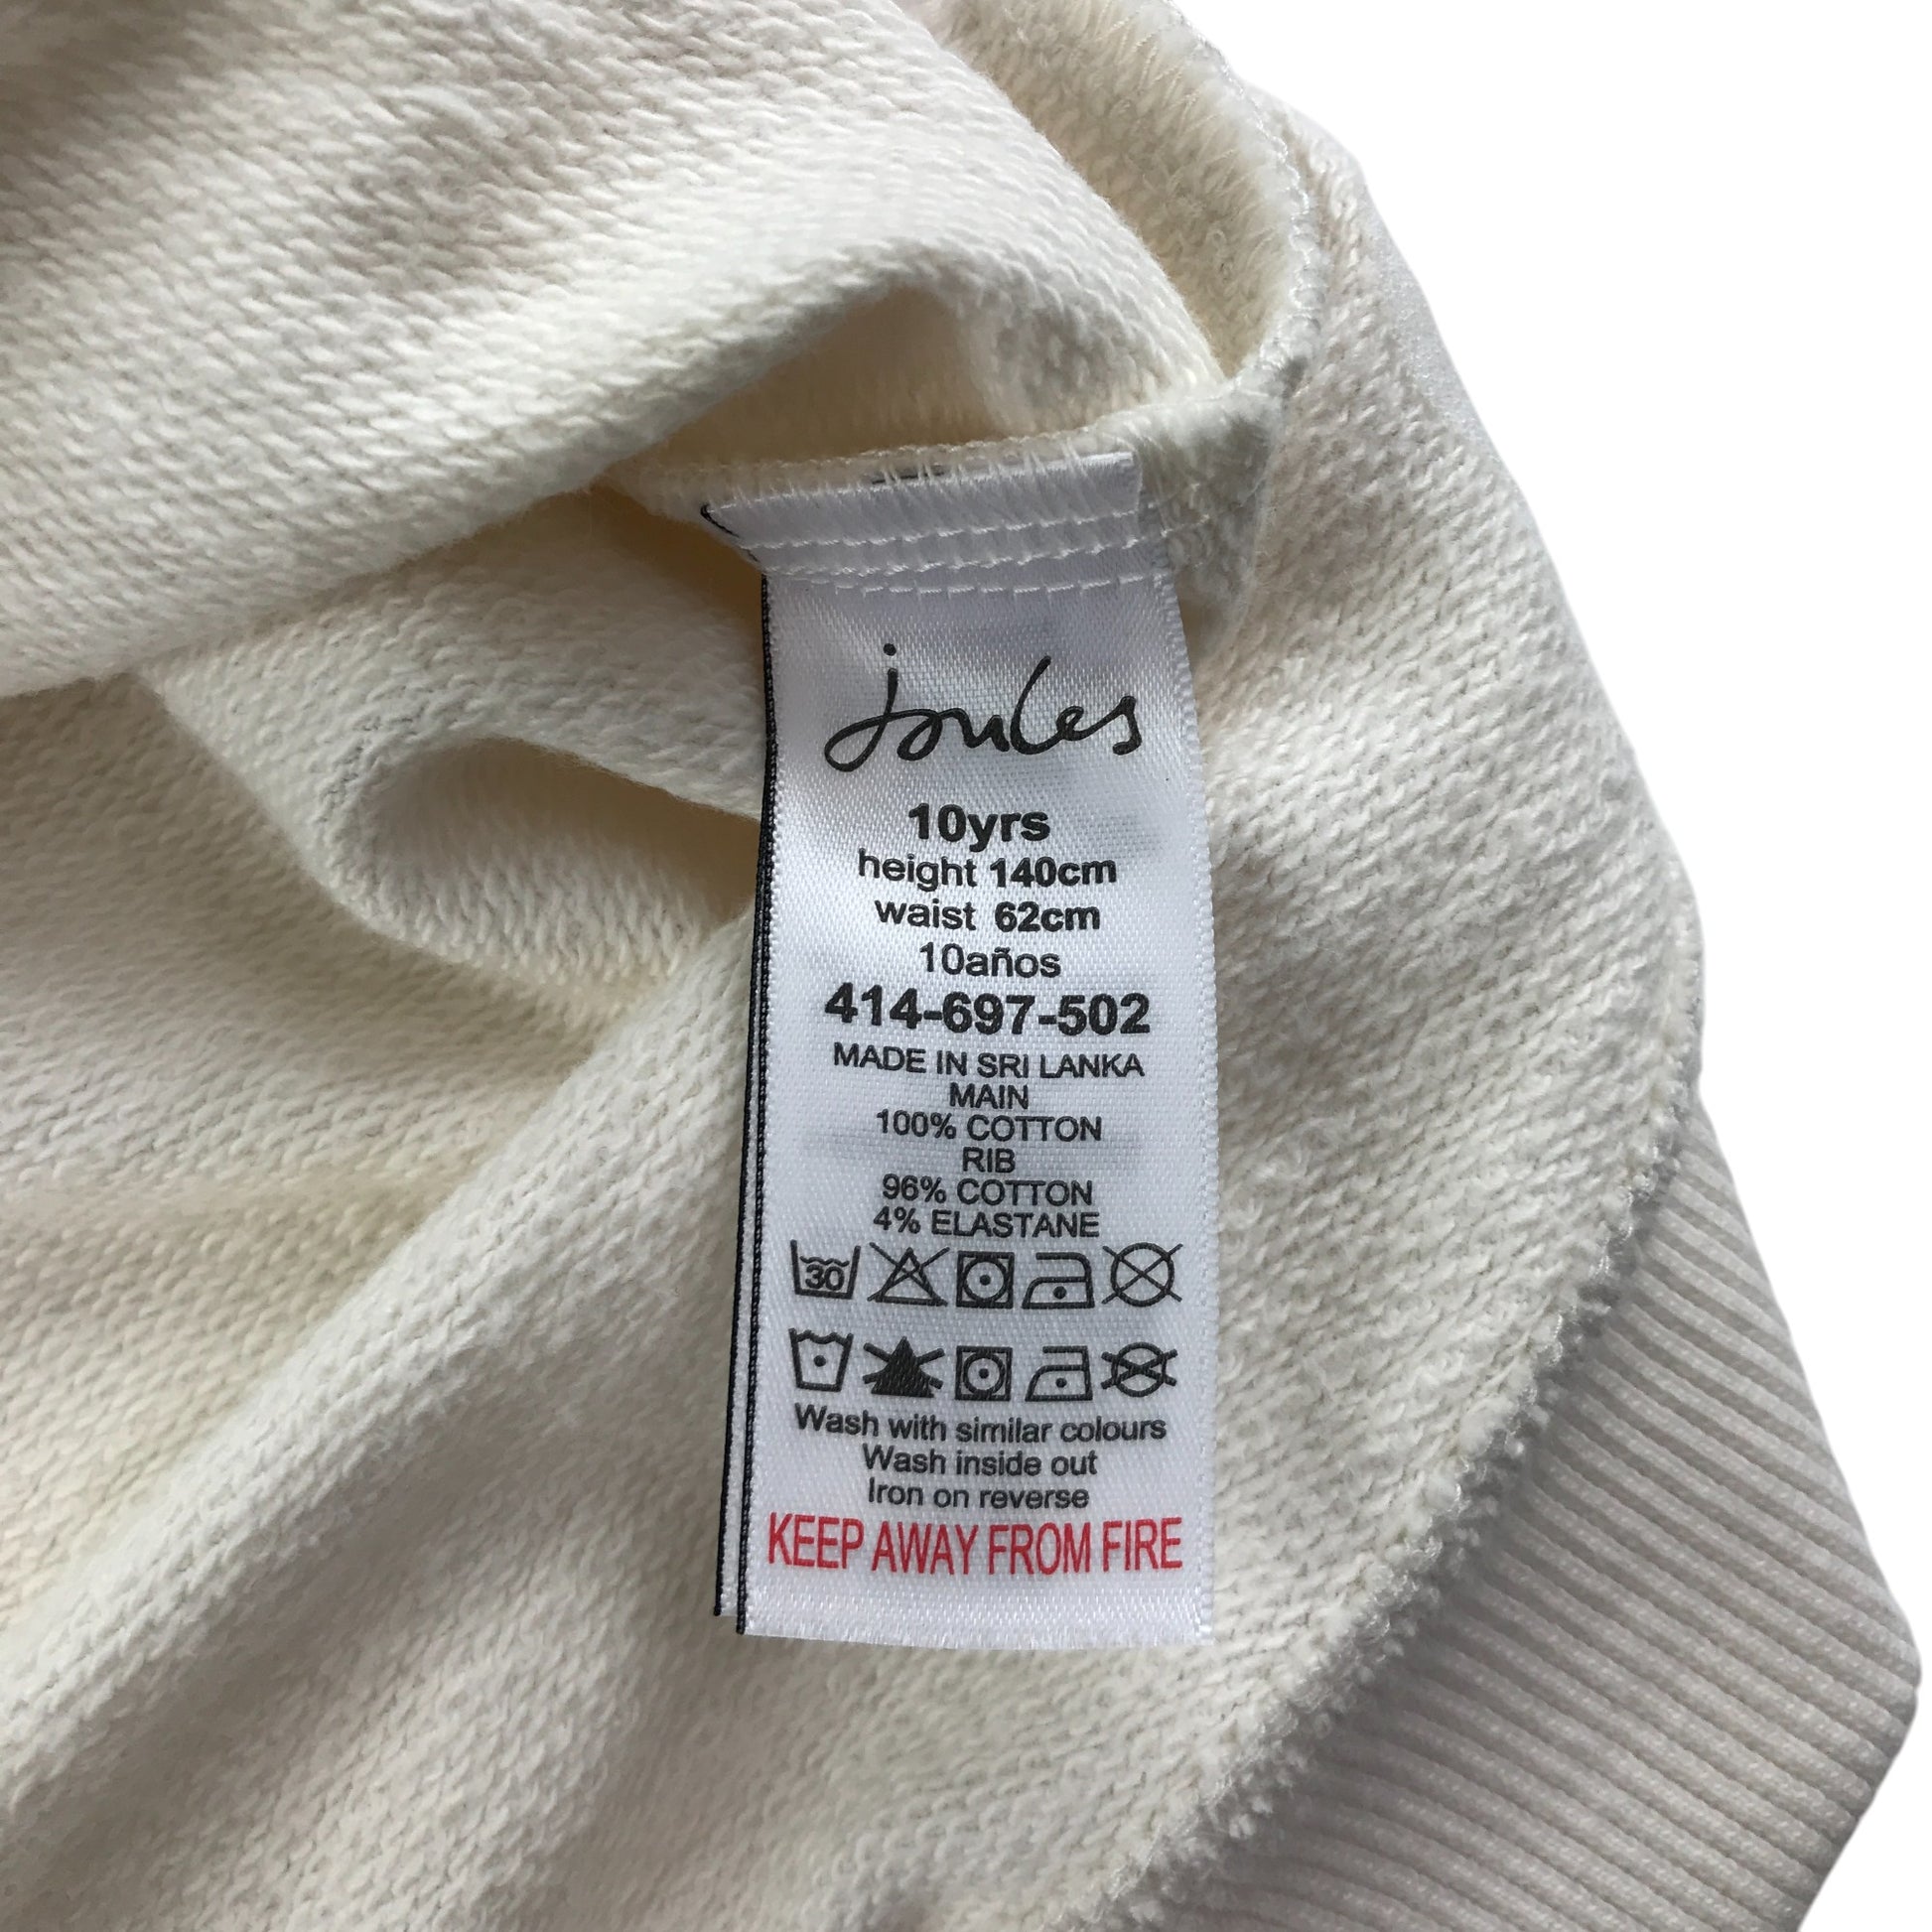 joules
10yrs
height 140cm
waist 62cm
10años
414-697-502
MADE IN SRI LANKA
MAIN
100% COTTON
RIB
96% COTTON
4% ELASTANE
30
Wash with similar colours
Wash inside out
Iron on reverse
KEEP AWAY FROM FIRE